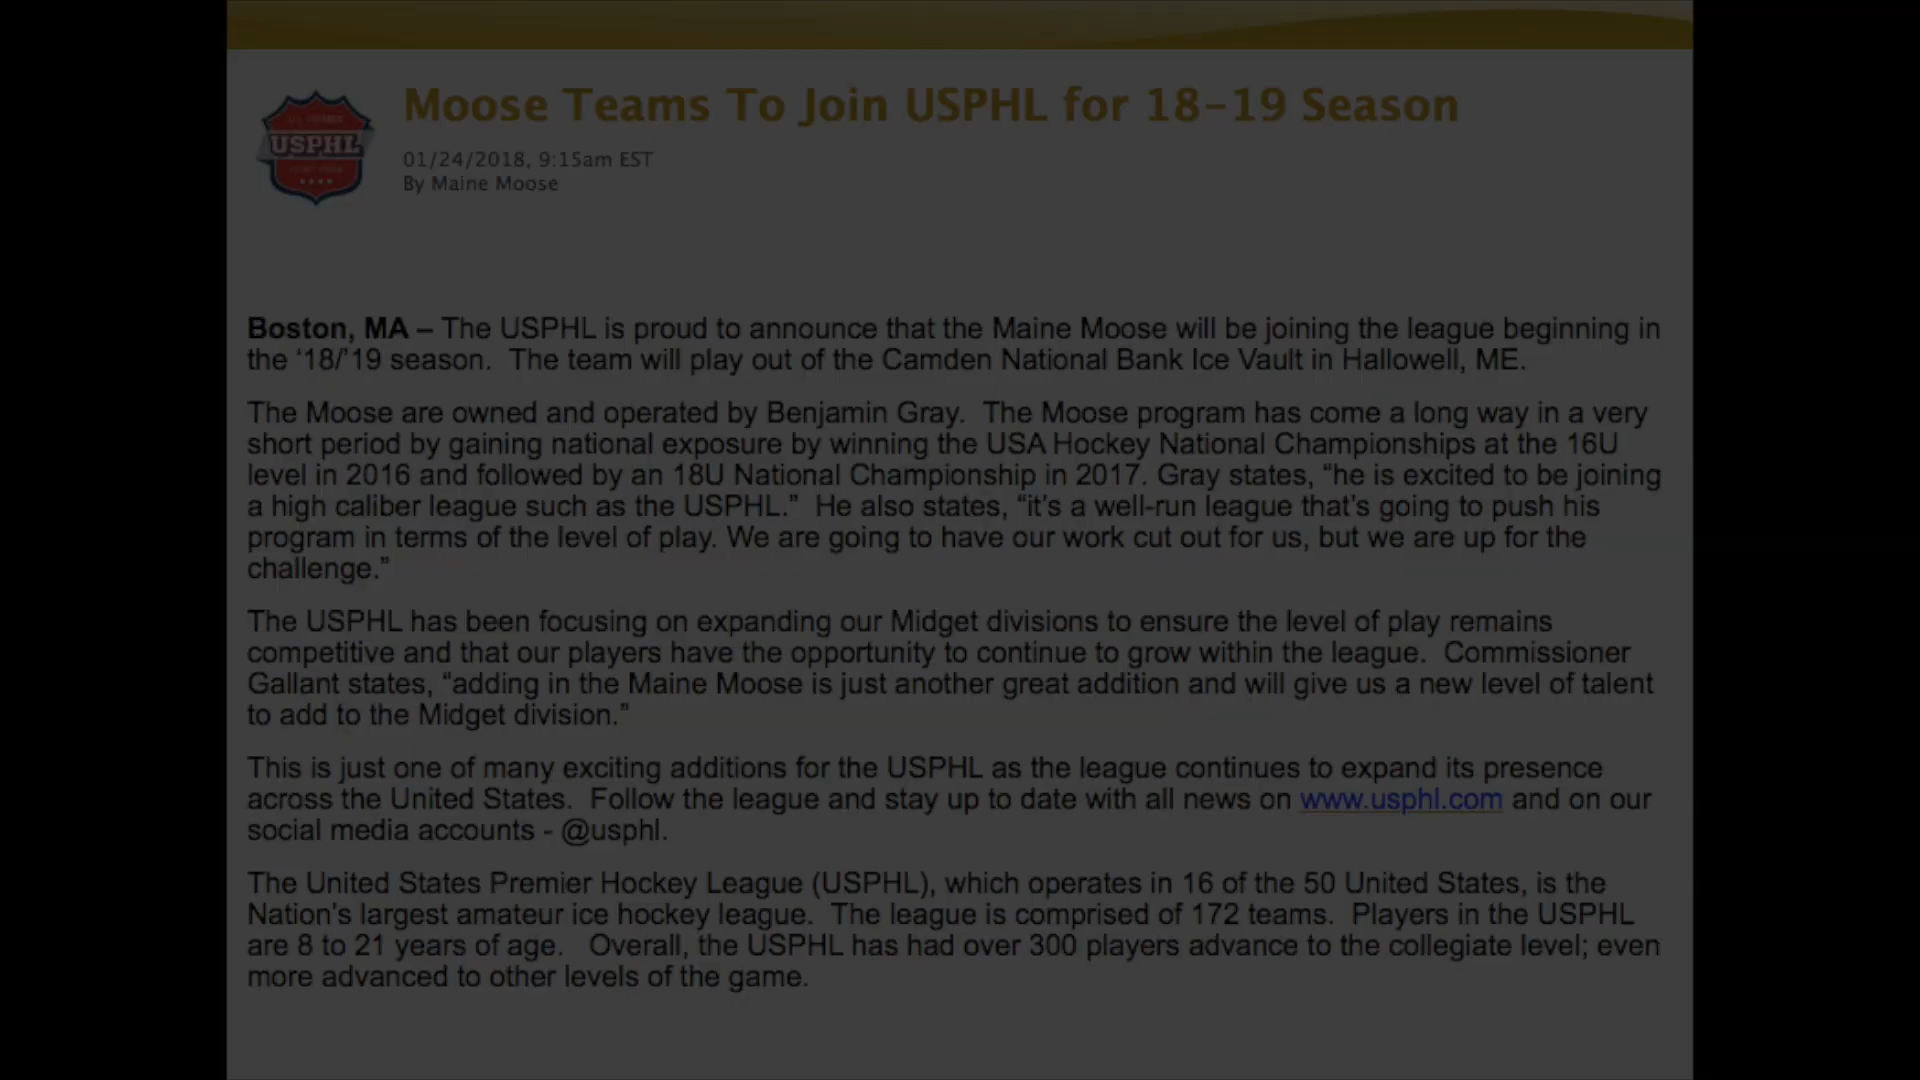 Moose Teams To Join USPHL for 18-19 Season
USPHL
01/24/2018, 9:15am EST
By Maine Moose
Boston, MA – The USPHL is proud to announce that the Maine Moose will be joining the league beginning in
the ‘18/’19 season.  The team will play out of the Camden National Bank Ice Vault in Hallowell, ME.
The Moose are owned and operated by Benjamin Gray.  The Moose program has come a long way in a very
short period by gaining national exposure by winning the USA Hockey National Championships at the 16U
level in 2016 and followed by an 18U National Championship in 2017. Gray states, “he is excited to be joining
a high caliber league such as the USPHL.”  He also states, “it’s a well-run league that’s going to push his
program in terms of the level of play. We are going to have our work cut out for us, but we are up for the
challenge.”
The USPHL has been focusing on expanding our Midget divisions to ensure the level of play remains
competitive and that our players have the opportunity to continue to grow within the league.  Commissioner
Gallant states, “adding in the Maine Moose is just another great addition and will give us a new level of talent
to add to the Midget division.”
This is just one of many exciting additions for the USPHL as the league continues to expand its presence
across the United States.  Follow the league and stay up to date with all news on www.usphl.com and on our
social media accounts - @usphl.
The United States Premier Hockey League (USPHL), which operates in 16 of the 50 United States, is the
Nation’s largest amateur ice hockey league.  The league is comprised of 172 teams.  Players in the USPHL
are 8 to 21 years of age.   Overall, the USPHL has had over 300 players advance to the collegiate level; even
more advanced to other levels of the game.